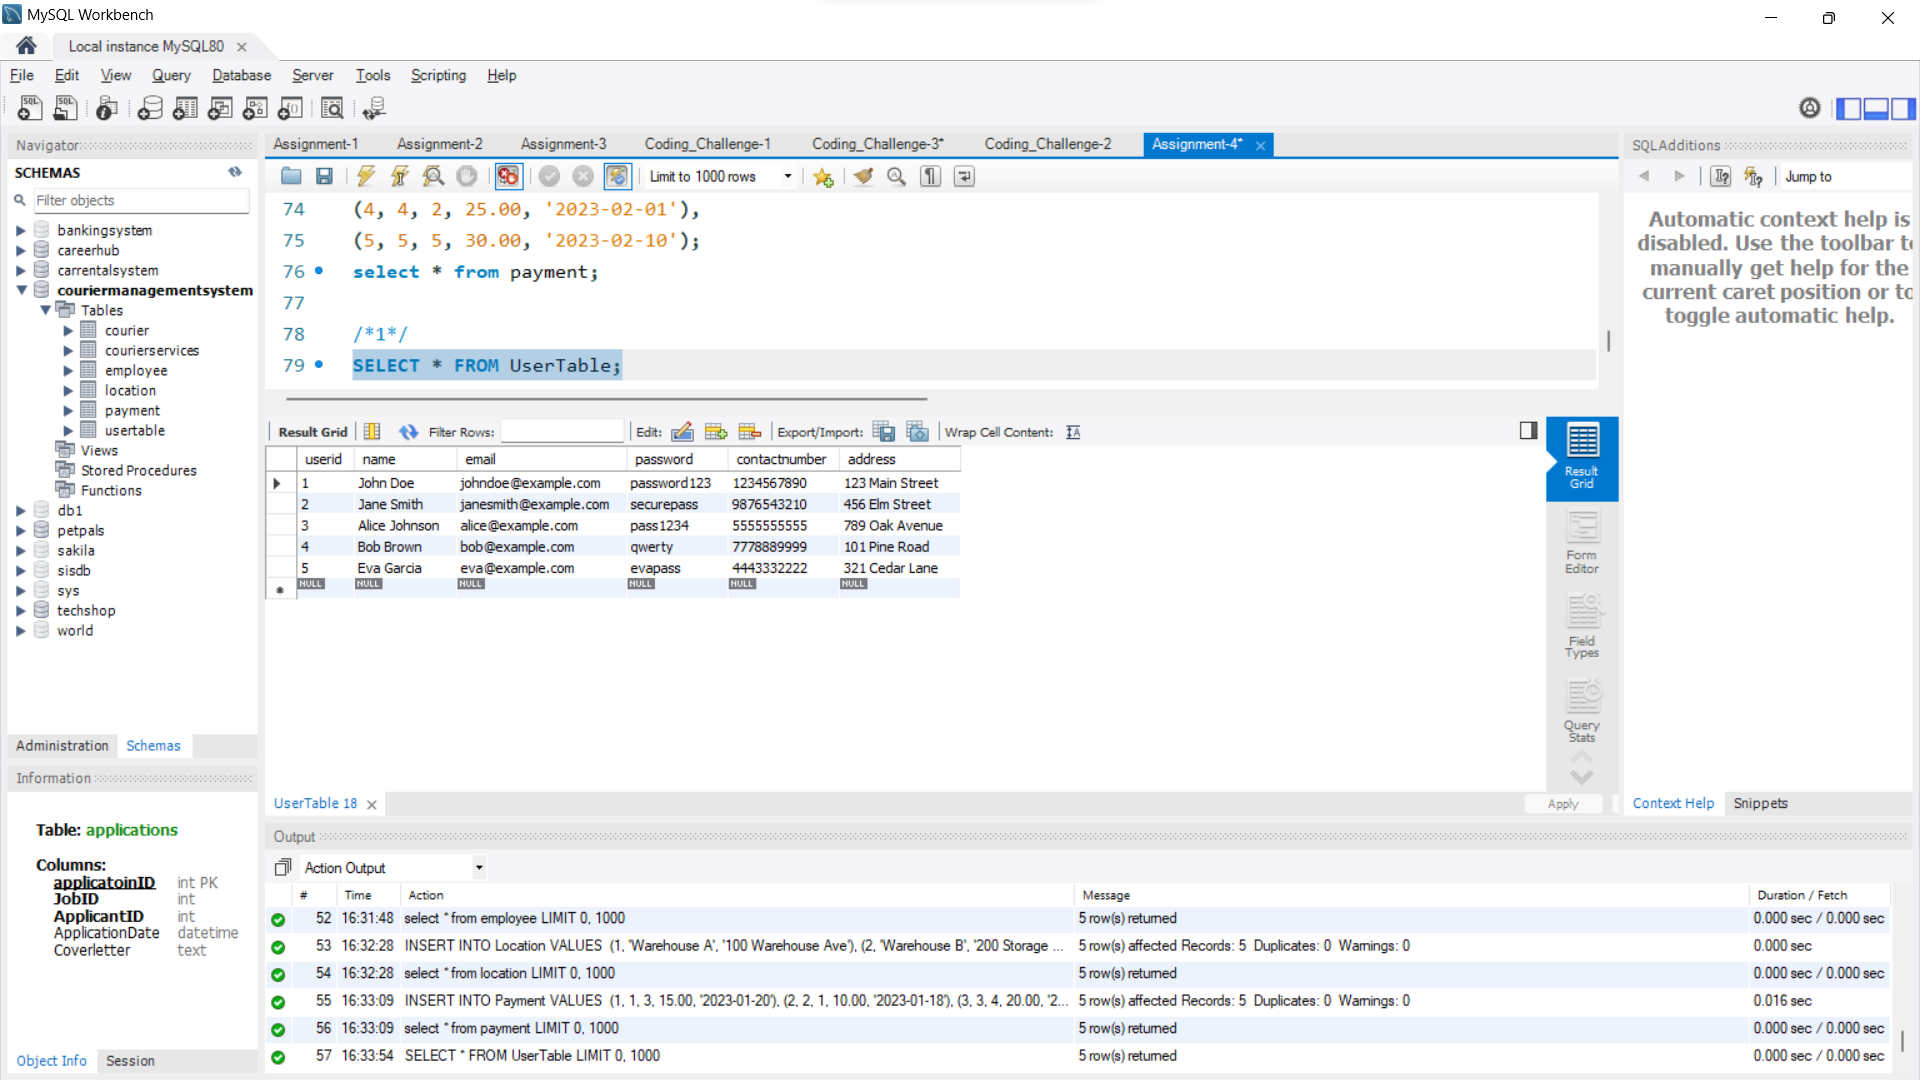 MySQL Workbench
Local instance MySQL80
File Edit View Query Database Server Tools Scripting Help
Navigator
SCHEMAS
Filter objects
bankingsystem
careerhub
carrentalsystem
couriermanagementsystem
Tables
courier
courierservices
employee
location
payment
usertable
Views
Stored Procedures
Functions
db1
petpals
sakila
sisdb
sys
techshop
world
Administration Schemas
Information
Table: applications
Columns:
applicatoinID int PK
JobID int
ApplicantID int
ApplicationDate datetime
Coverletter text
Object Info Session
Assignment-1 Assignment-2 Assignment-3 Coding_Challenge-1 Coding_Challenge-3* Coding_Challenge-2 Assignment-4*
Limit to 1000 rows
74 (4, 4, 2, 25.00, '2023-02-01'),
75 (5, 5, 5, 30.00, '2023-02-10');
76 select * from payment;
77
78 /*1*/
79 SELECT * FROM UserTable;
Result Grid Filter Rows: Edit: Export/Import: Wrap Cell Content:
userid name email password contactnumber address
1 John Doe johndoe@example.com password123 1234567890 123 Main Street
2 Jane Smith janesmith@example.com securepass 9876543210 456 Elm Street
3 Alice Johnson alice@example.com pass1234 5555555555 789 Oak Avenue
4 Bob Brown bob@example.com qwerty 7778889999 101 Pine Road
5 Eva Garcia eva@example.com evapass 4443332222 321 Cedar Lane
NULL NULL NULL NULL NULL NULL
Result
Grid
Form
Editor
Field
Types
Query
Stats
UserTable 18
Apply
SQLAdditions
Jump to
Automatic context help is
disabled. Use the toolbar to
manually get help for the
current caret position or to
toggle automatic help.
Context Help Snippets
Output
Action Output
# Time Action Message Duration / Fetch
52 16:31:48 select * from employee LIMIT 0, 1000 5 row(s) returned 0.000 sec / 0.000 sec
53 16:32:28 INSERT INTO Location VALUES (1, 'Warehouse A', '100 Warehouse Ave'), (2, 'Warehouse B', '200 Storage ... 5 row(s) affected Records: 5 Duplicates: 0 Warnings: 0 0.000 sec
54 16:32:28 select * from location LIMIT 0, 1000 5 row(s) returned 0.000 sec / 0.000 sec
55 16:33:09 INSERT INTO Payment VALUES (1, 1, 3, 15.00, '2023-01-20'), (2, 2, 1, 10.00, '2023-01-18'), (3, 3, 4, 20.00, '2... 5 row(s) affected Records: 5 Duplicates: 0 Warnings: 0 0.016 sec
56 16:33:09 select * from payment LIMIT 0, 1000 5 row(s) returned 0.000 sec / 0.000 sec
57 16:33:54 SELECT * FROM UserTable LIMIT 0, 1000 5 row(s) returned 0.000 sec / 0.000 sec